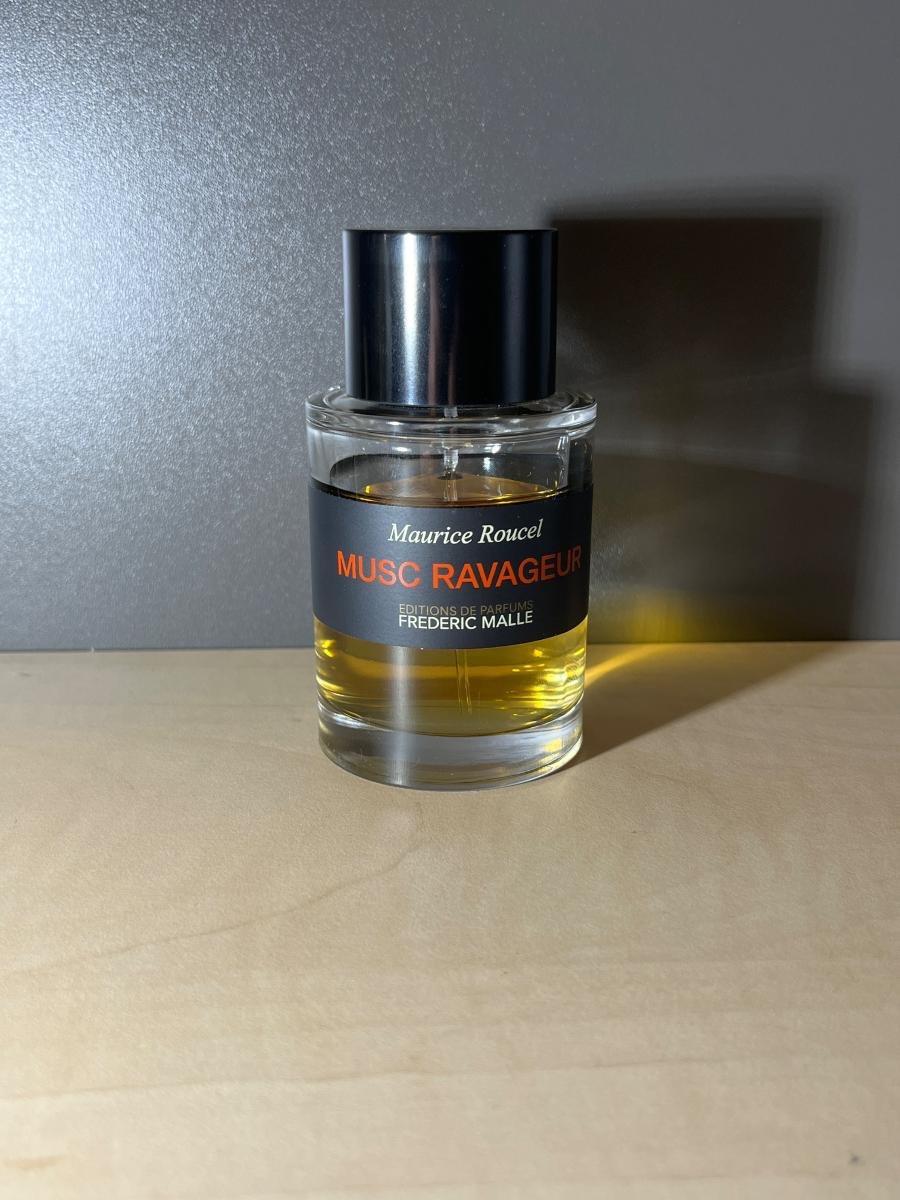 Maurice Roucel
MUSC RAVAGEUR
EDITIONS DE PARFUMS
FREDERIC MALLE